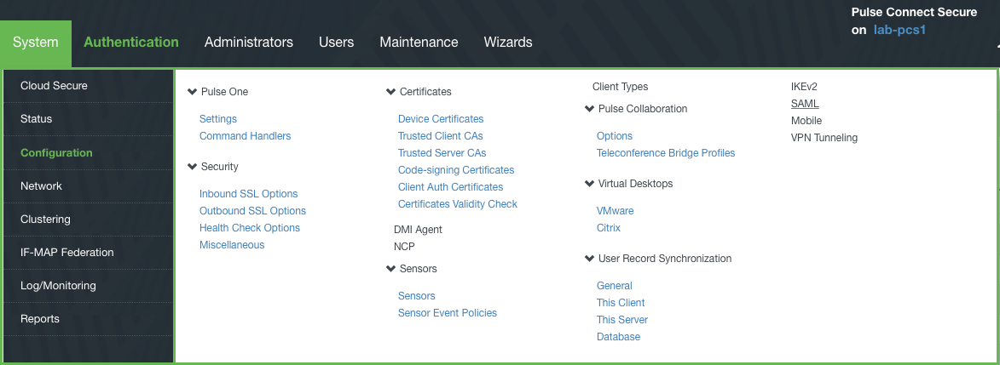 Pulse Connect Secure
on lab-pcs1
System
Authentication
Administrators
Users
Maintenance
Wizards
Cloud Secure
Status
Configuration
Network
Clustering
IF-MAP Federation
Log/Monitoring
Reports
Pulse One
Settings
Command Handlers
Security
Inbound SSL Options
Outbound SSL Options
Health Check Options
Miscellaneous
Certificates
Device Certificates
Trusted Client CAs
Trusted Server CAs
Code-signing Certificates
Client Auth Certificates
Certificates Validity Check
DMI Agent
NCP
Sensors
Sensors
Sensor Event Policies
Client Types
Pulse Collaboration
Options
Teleconference Bridge Profiles
Virtual Desktops
VMware
Citrix
User Record Synchronization
General
This Client
This Server
Database
IKEv2
SAML
Mobile
VPN Tunneling